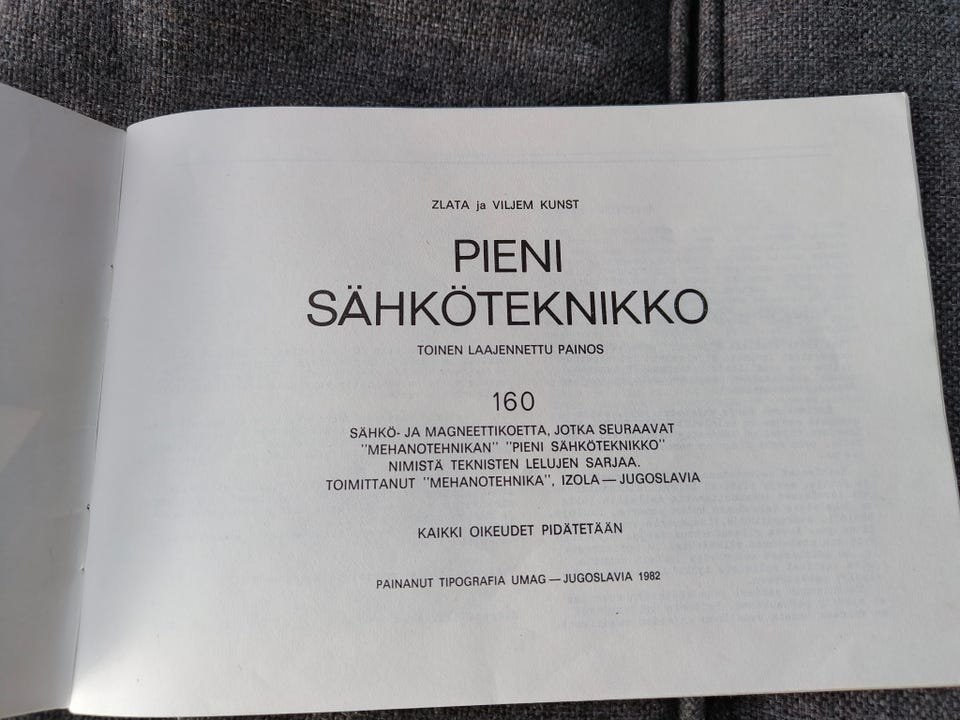 ZLATA ja VILJEM KUNST
PIENI
SÄHKÖTEKNIKKO
TOINEN LAAJENNETTU PAINOS
160
SÄHKÖ- JA MAGNEETTIKOETTA, JOTKA SEURAAVAT
"MEHANOTEHNIKAN" "PIENI SÄHKÖTEKNIKKO"
NIMISTÄ TEKNISTEN LELUJEN SARJAA.
TOIMITTANUT "MEHANOTEHNIKA", IZOLA — JUGOSLAVIA
KAIKKI OIKEUDET PIDÄTETÄÄN
PAINANUT TIPOGRAFIA UMAG — JUGOSLAVIA 1982